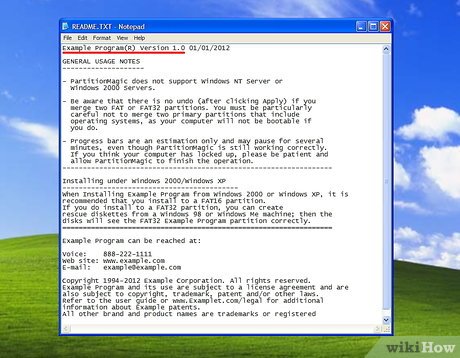 README.TXT - Notepad
File Edit Format View Help
Example Program(R) Version 1.0 01/01/2012
GENERAL USAGE NOTES
--------------------
- PartitionMagic does not support Windows NT Server or
Windows 2000 Servers.
- Be aware that there is no undo (after clicking Apply) if you
merge two FAT or FAT32 partitions. You must be particularly
careful not to merge two primary partitions that include
operating systems, as your computer will not be bootable if
you do.
- Progress bars are an estimation only and may pause for several
minutes, even though PartitionMagic is still working correctly.
If you think your computer has locked up, please be patient and
allow PartitionMagic to finish the operation.
Installing under Windows 2000/Windows XP
When Installing Example Program from Windows 2000 or Windows XP, it is
recommended that you install to a FAT16 partition.
If you do install to a FAT32 partition, you can create
rescue diskettes from a Windows 98 or Windows Me machine; then the
disks will see the FAT32 Example Program partition correctly.
Example Program can be reached at:
Voice: 888-222-1111
Web site: www.example.com
E-mail: example@example.com
Copyright 1994-2012 Example Corporation. All rights reserved.
Example Program and its use are subject to a license agreement and are
also subject to copyright, trademark, patent and/or other laws.
Refer to the user guide or www.Examplet.com/legal for additional
information about Example patents.
All other brand and product names are trademarks or registered
wikiHow